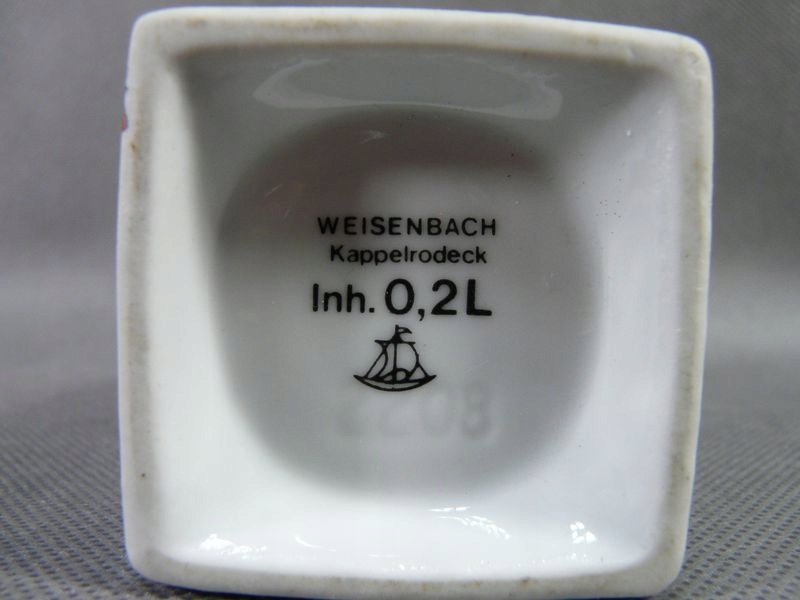 WEISENBACH
Kappelrodeck
Inh. 0,2L